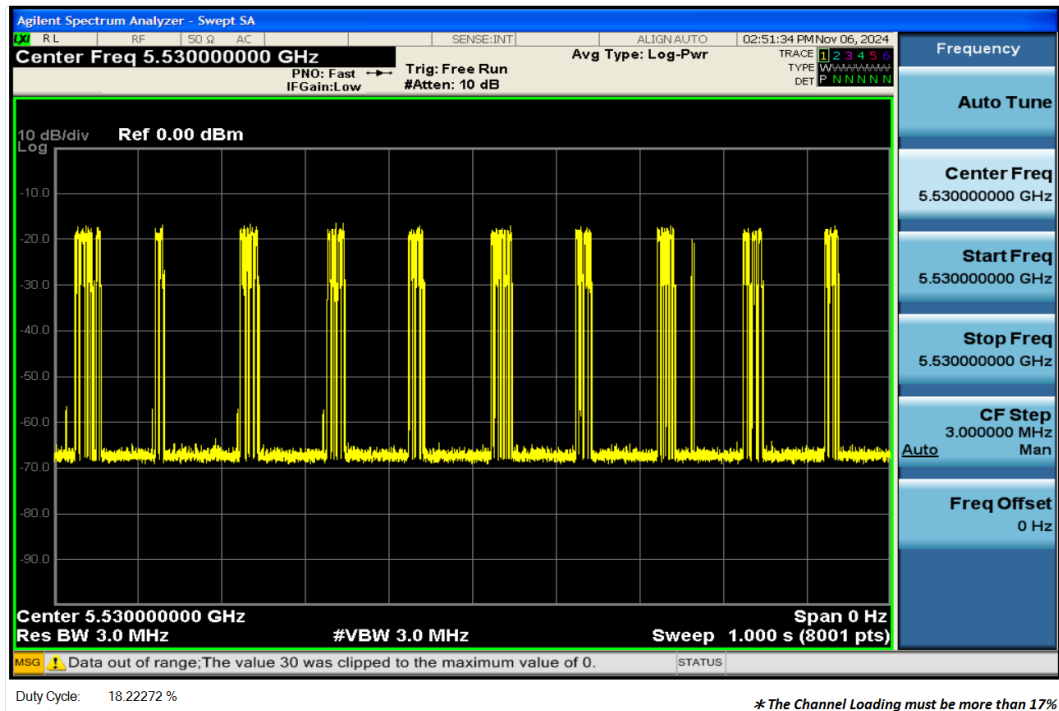 Agilent Spectrum Analyzer - Swept SA
LXI RL RF 50 Ω AC SENSE:INT ALIGN AUTO 02:51:34 PM Nov 06, 2024
Center Freq 5.530000000 GHz
Avg Type: Log-Pwr
TRACE 1 2 3 4 5 6
PNO: Fast Trig: Free Run
TYPE WWWWWW
IFGain:Low #Atten: 10 dB
DET P N N N N N
Frequency
Auto Tune
Center Freq
5.530000000 GHz
Start Freq
5.530000000 GHz
Stop Freq
5.530000000 GHz
CF Step
3.000000 MHz
Auto Man
Freq Offset
0 Hz
10 dB/div Ref 0.00 dBm
Log
-10.0
-20.0
-30.0
-40.0
-50.0
-60.0
-70.0
-80.0
-90.0
Center 5.530000000 GHz Span 0 Hz
Res BW 3.0 MHz #VBW 3.0 MHz Sweep 1.000 s (8001 pts)
MSG Data out of range;The value 30 was clipped to the maximum value of 0. STATUS
Duty Cycle: 18.22272 %
* The Channel Loading must be more than 17%